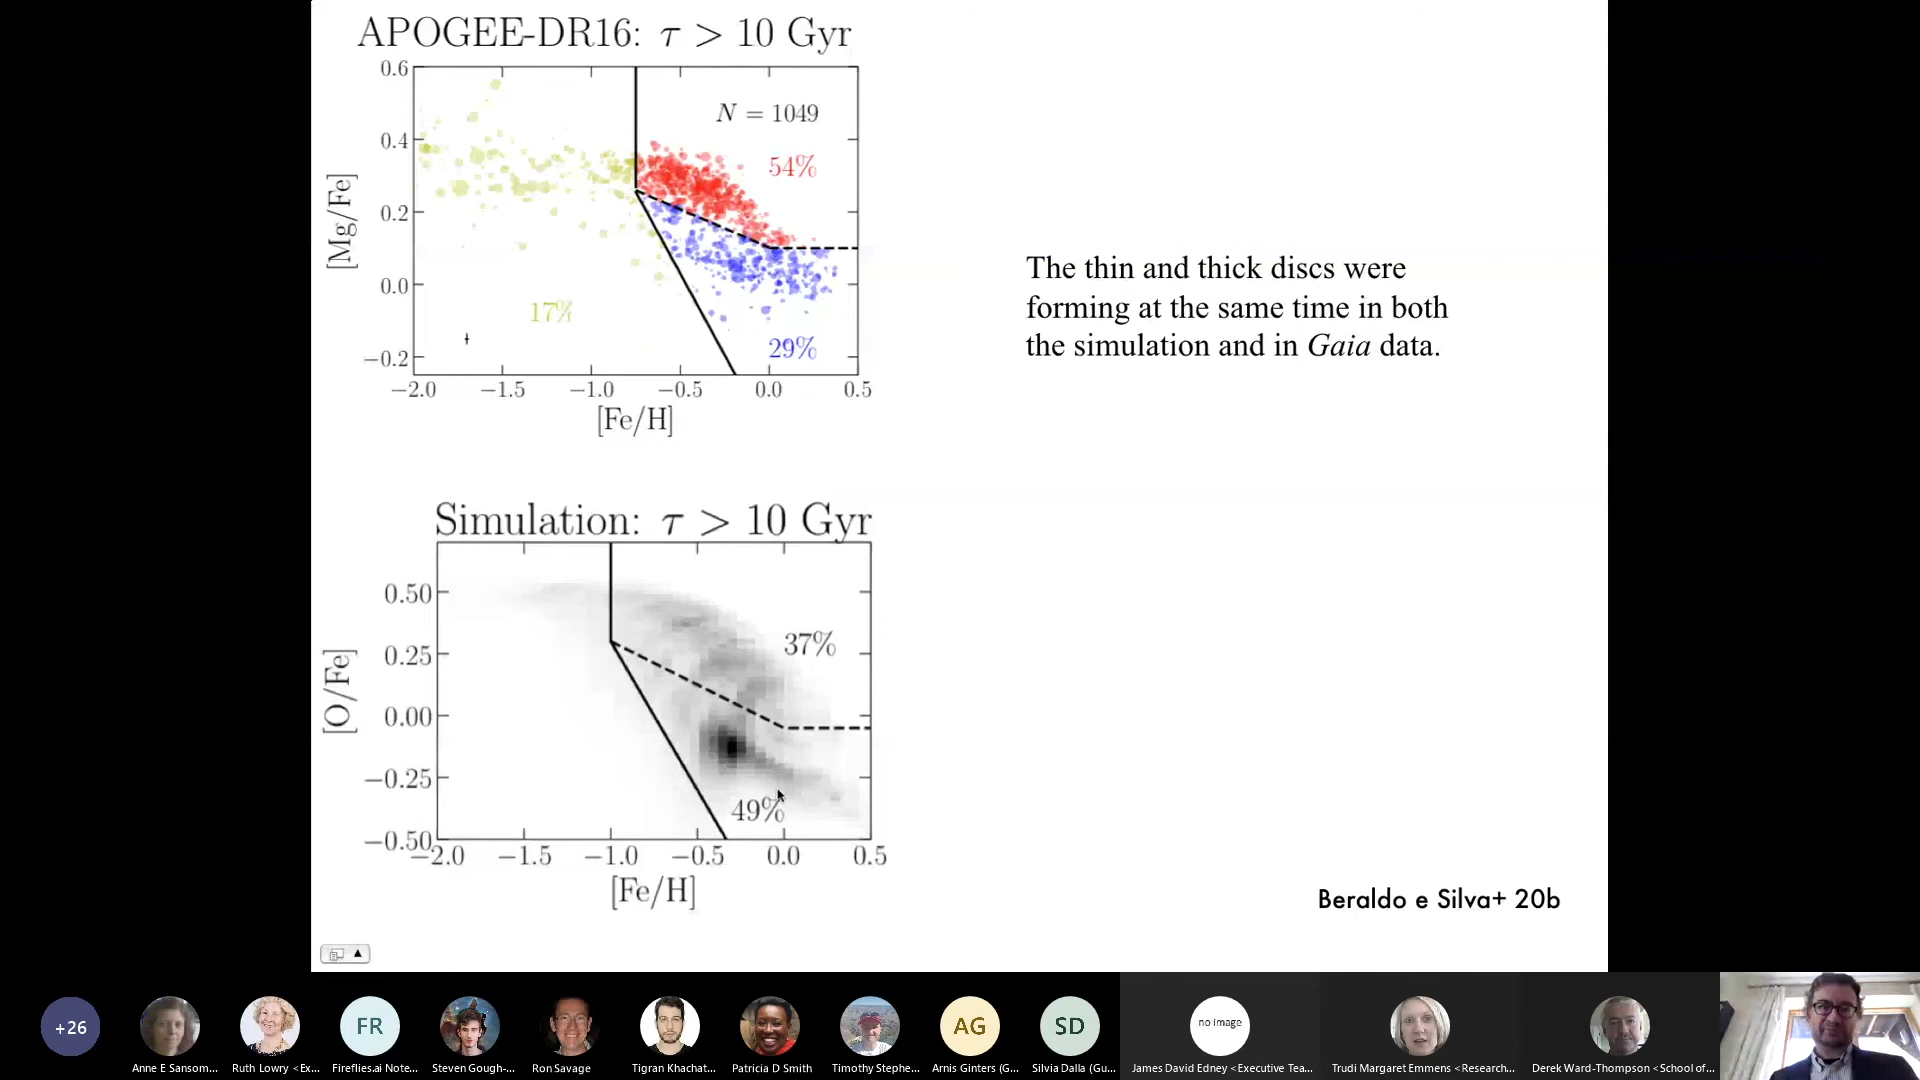 APOGEE-DR16: τ > 10 Gyr
0.6
0.4
0.2
0.0
−0.2
[Mg/Fe]
N = 1049
54%
17%
29%
−2.0 −1.5 −1.0 −0.5 0.0 0.5
[Fe/H]
The thin and thick discs were
forming at the same time in both
the simulation and in Gaia data.
Simulation: τ > 10 Gyr
0.50
0.25
0.00
−0.25
−0.50
[O/Fe]
37%
49%
−2.0 −1.5 −1.0 −0.5 0.0 0.5
[Fe/H]
Beraldo e Silva+ 20b
+26
FR
AG
SD
no image
Anne E Sansom...
Ruth Lowry <Ex...
Fireflies.ai Note...
Steven Gough-...
Ron Savage
Tigran Khachat...
Patricia D Smith
Timothy Stephe...
Arnis Ginters (G...
Silvia Dalla (Gu...
James David Edney <Executive Tea...
Trudi Margaret Emmens <Research...
Derek Ward-Thompson <School of...